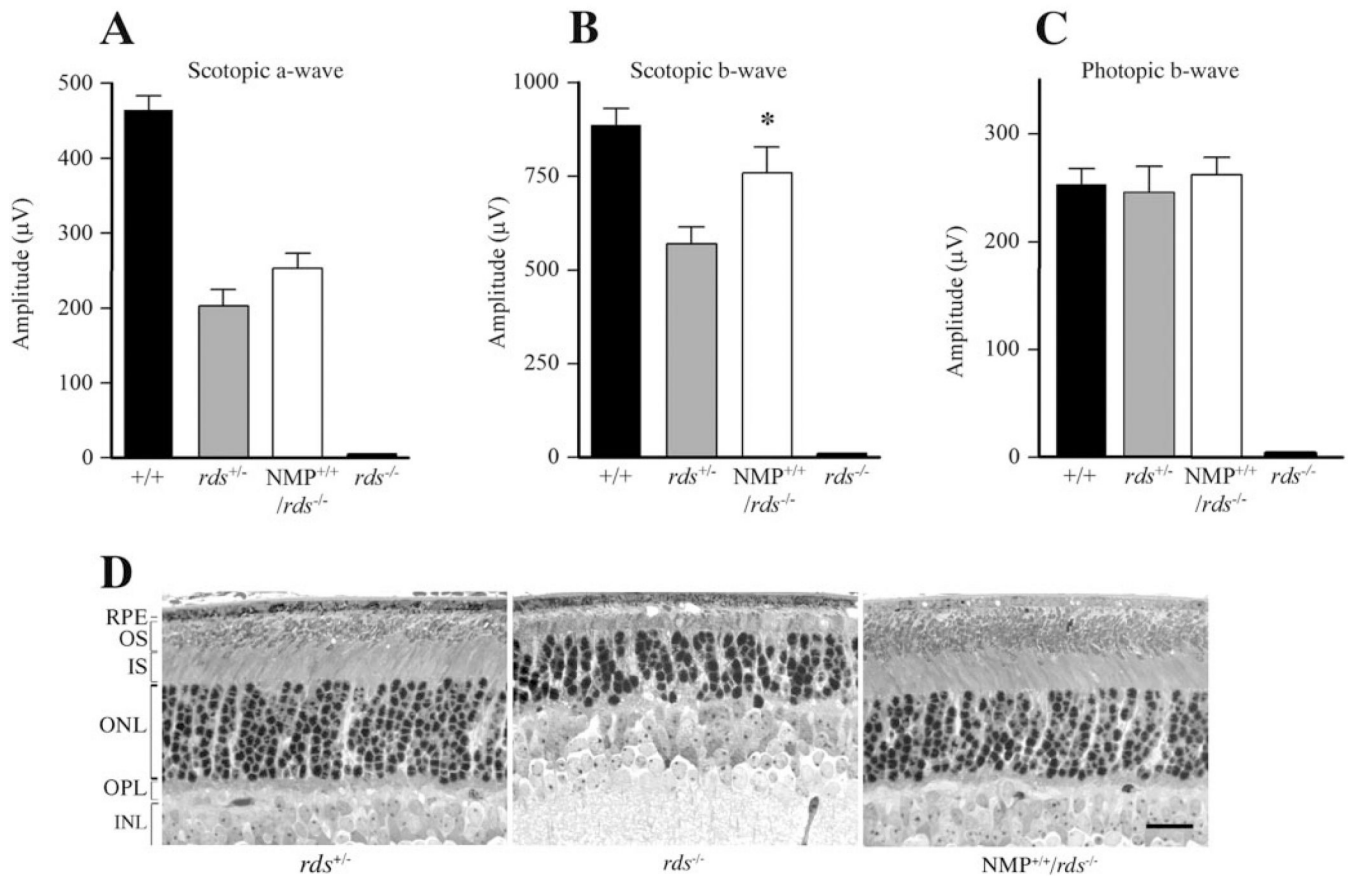 A
Scotopic a-wave
500
400
300
200
100
0
Amplitude (µV)
+/+
rds+/-
NMP+/+
/rds-/-
rds-/-
B
Scotopic b-wave
1000
750
500
250
0
Amplitude (µV)
*
+/+
rds+/-
NMP+/+
/rds-/-
rds-/-
C
Photopic b-wave
300
200
100
0
Amplitude (µV)
+/+
rds+/-
NMP+/+
/rds-/-
rds-/-
D
RPE
OS
IS
ONL
OPL
INL
rds+/-
rds-/-
NMP+/+/rds-/-